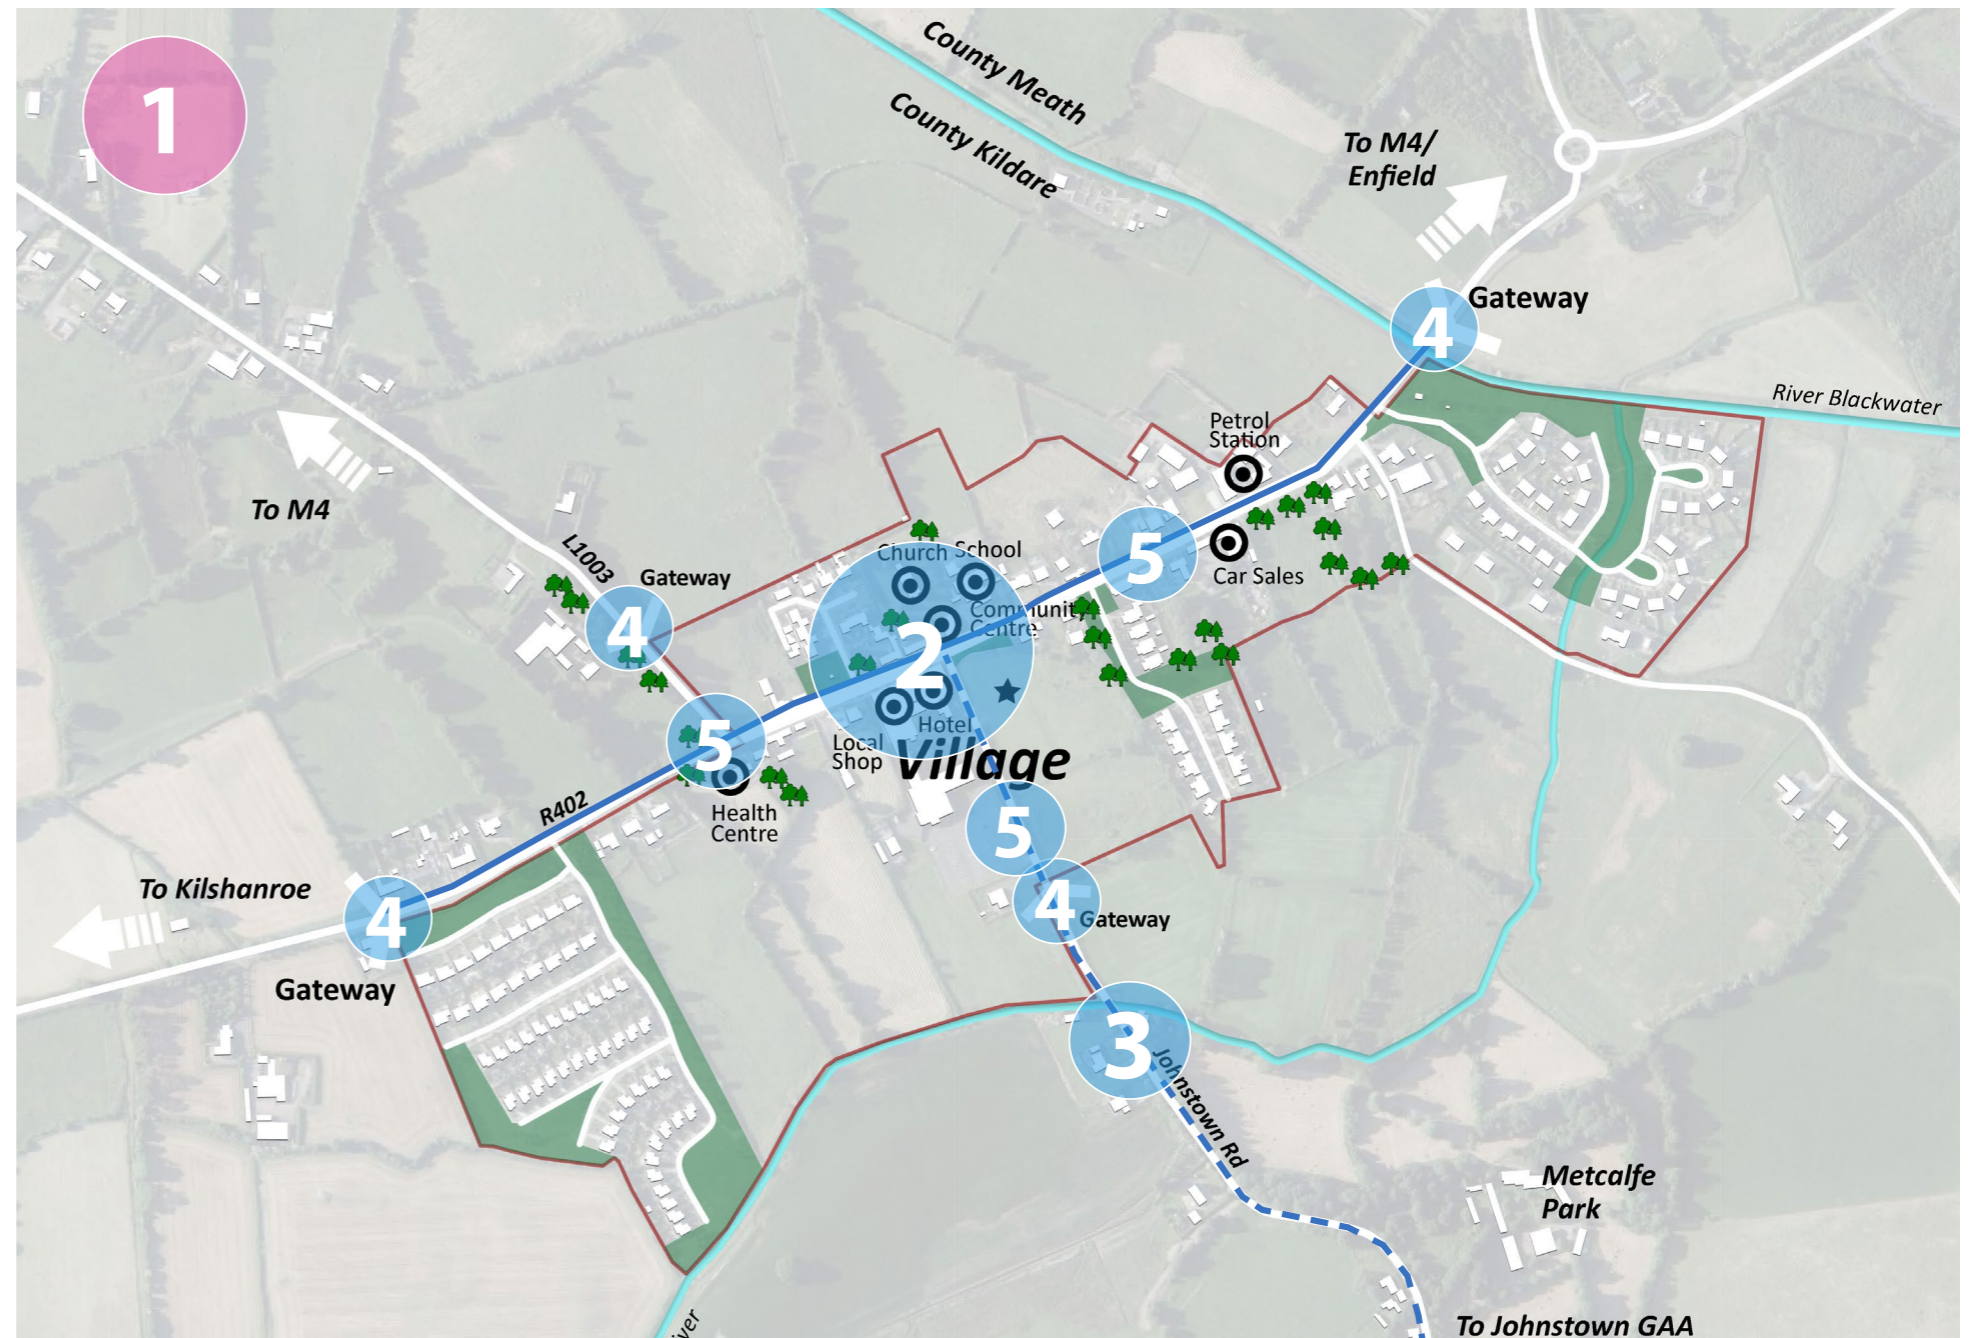 1
County Meath
County Kildare
To M4/
Enfield
4
Gateway
River Blackwater
Petrol
Station
To M4
L1003
Gateway
4
Church
School
5
Car Sales
Community
Centre
2
Hotel
Local
Shop
Village
5
Health
Centre
R402
5
To Kilshanroe
4
Gateway
4
Gateway
3
Johnstown Rd
Metcalfe
Park
To Johnstown GAA